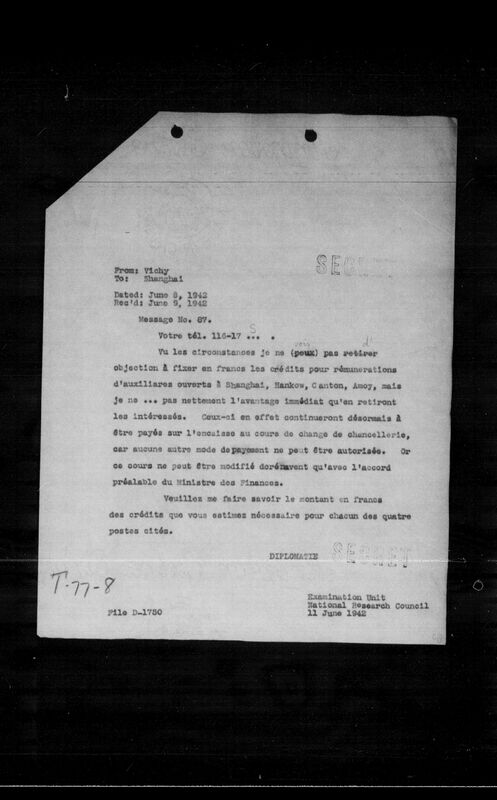 SECRET
From: Vichy
To: Shanghai
Dated: June 8, 1942
Rec'd: June 9, 1942
Message No. 87.
Votre tél. 116-17 S ... .
Vu les circonstances je ne (peux) vois pas retirer d'
objection à fixer en francs les crédits pour rémunerations
d'auxiliares ouverts à Shanghai, Hankow, Canton, Amoy, mais
je ne ... pas nettement l'avantage immédiat qu'en retiront
les intéressés. Ceux-ci en effet continueront désormais à
être payés sur l'encaisse au cours de change de chancellerie,
car aucune autre mode depayement ne peut être autorisée. Or
ce cours ne peut être modifié dorénavent qu'avec l'accord
préalable du Ministre des Finances.
Veuillez me faire savoir le montant en francs
des crédits que vous estimez nécessaire pour chacun des quatre
postes cités.
DIPLOMATIE
SECRET
T-77-8
File D-1780
Examination Unit
National Research Council
11 June 1942